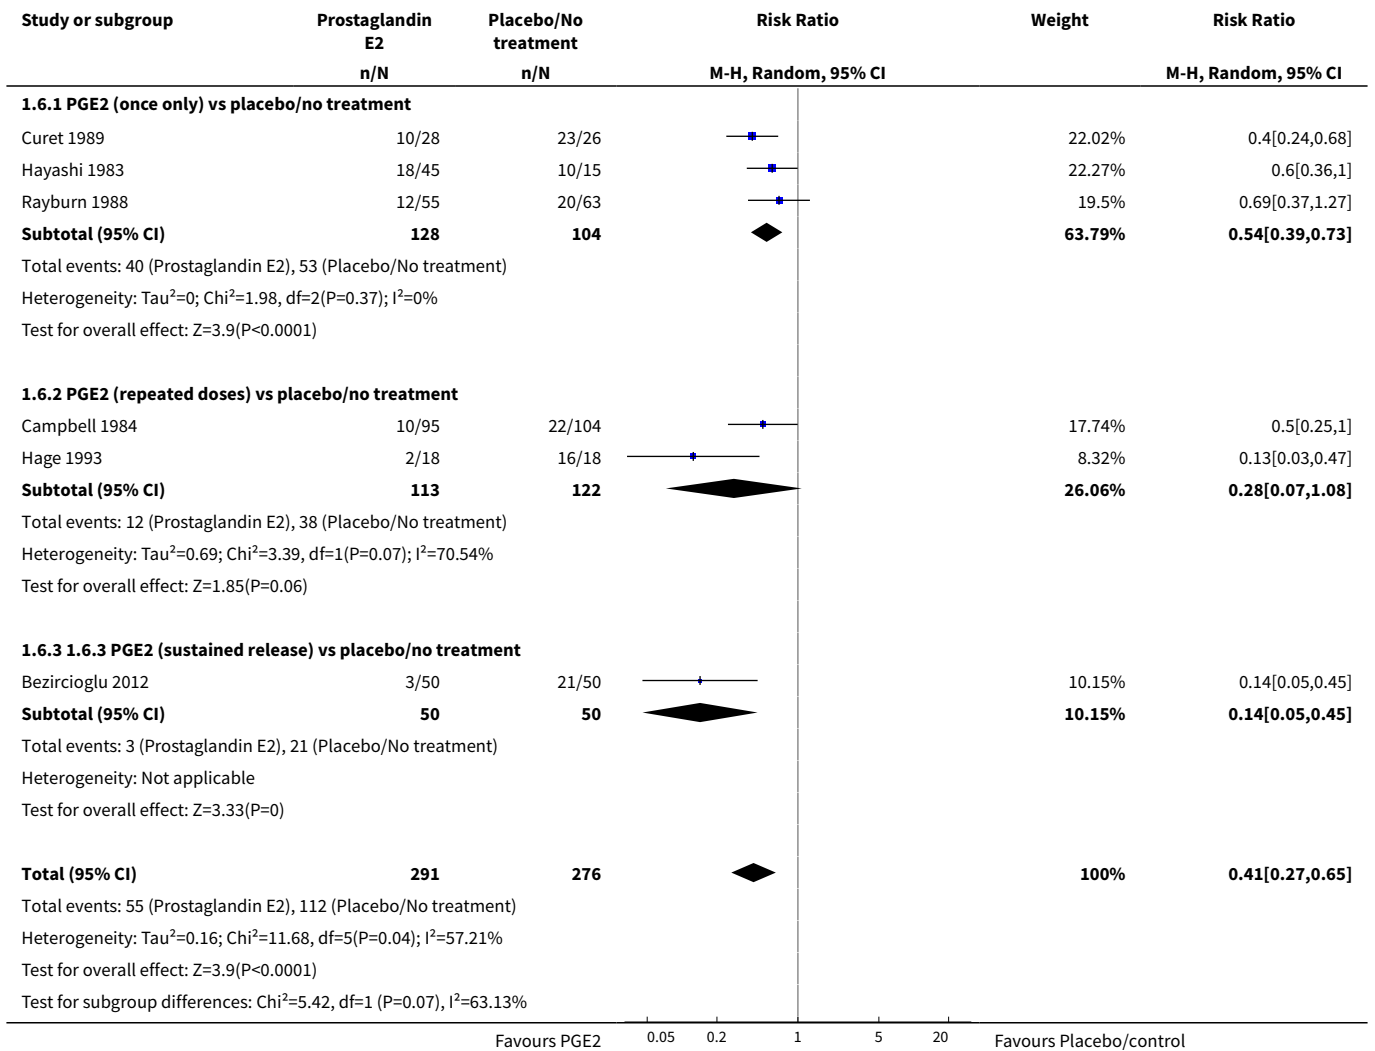 Study or subgroup Prostaglandin E2 Placebo/No treatment Risk Ratio Weight Risk Ratio
n/N n/N M-H, Random, 95% CI M-H, Random, 95% CI
1.6.1 PGE2 (once only) vs placebo/no treatment
Curet 1989 10/28 23/26 22.02% 0.4[0.24,0.68]
Hayashi 1983 18/45 10/15 22.27% 0.6[0.36,1]
Rayburn 1988 12/55 20/63 19.5% 0.69[0.37,1.27]
Subtotal (95% CI) 128 104 63.79% 0.54[0.39,0.73]
Total events: 40 (Prostaglandin E2), 53 (Placebo/No treatment)
Heterogeneity: Tau²=0; Chi²=1.98, df=2(P=0.37); I²=0%
Test for overall effect: Z=3.9(P<0.0001)
1.6.2 PGE2 (repeated doses) vs placebo/no treatment
Campbell 1984 10/95 22/104 17.74% 0.5[0.25,1]
Hage 1993 2/18 16/18 8.32% 0.13[0.03,0.47]
Subtotal (95% CI) 113 122 26.06% 0.28[0.07,1.08]
Total events: 12 (Prostaglandin E2), 38 (Placebo/No treatment)
Heterogeneity: Tau²=0.69; Chi²=3.39, df=1(P=0.07); I²=70.54%
Test for overall effect: Z=1.85(P=0.06)
1.6.3 1.6.3 PGE2 (sustained release) vs placebo/no treatment
Bezircioglu 2012 3/50 21/50 10.15% 0.14[0.05,0.45]
Subtotal (95% CI) 50 50 10.15% 0.14[0.05,0.45]
Total events: 3 (Prostaglandin E2), 21 (Placebo/No treatment)
Heterogeneity: Not applicable
Test for overall effect: Z=3.33(P=0)
Total (95% CI) 291 276 100% 0.41[0.27,0.65]
Total events: 55 (Prostaglandin E2), 112 (Placebo/No treatment)
Heterogeneity: Tau²=0.16; Chi²=11.68, df=5(P=0.04); I²=57.21%
Test for overall effect: Z=3.9(P<0.0001)
Test for subgroup differences: Chi²=5.42, df=1 (P=0.07), I²=63.13%
Favours PGE2 0.05 0.2 1 5 20 Favours Placebo/control